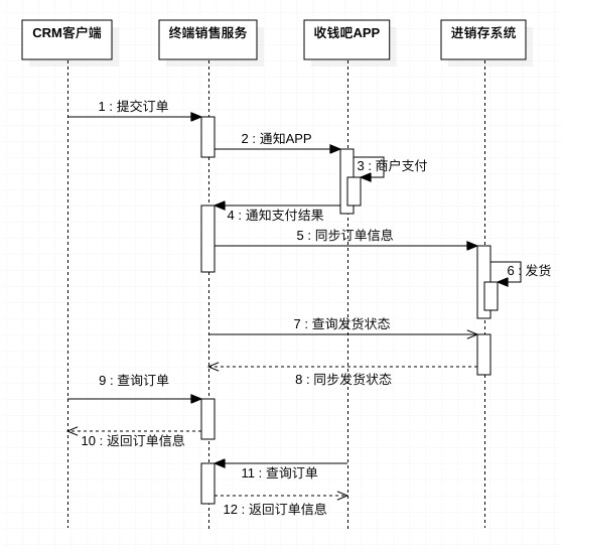 CRM客户端
终端销售服务
收钱吧APP
进销存系统
1 : 提交订单
2 : 通知APP
3 : 商户支付
4 : 通知支付结果
5 : 同步订单信息
6 : 发货
7 : 查询发货状态
8 : 同步发货状态
9 : 查询订单
10 : 返回订单信息
11 : 查询订单
12 : 返回订单信息